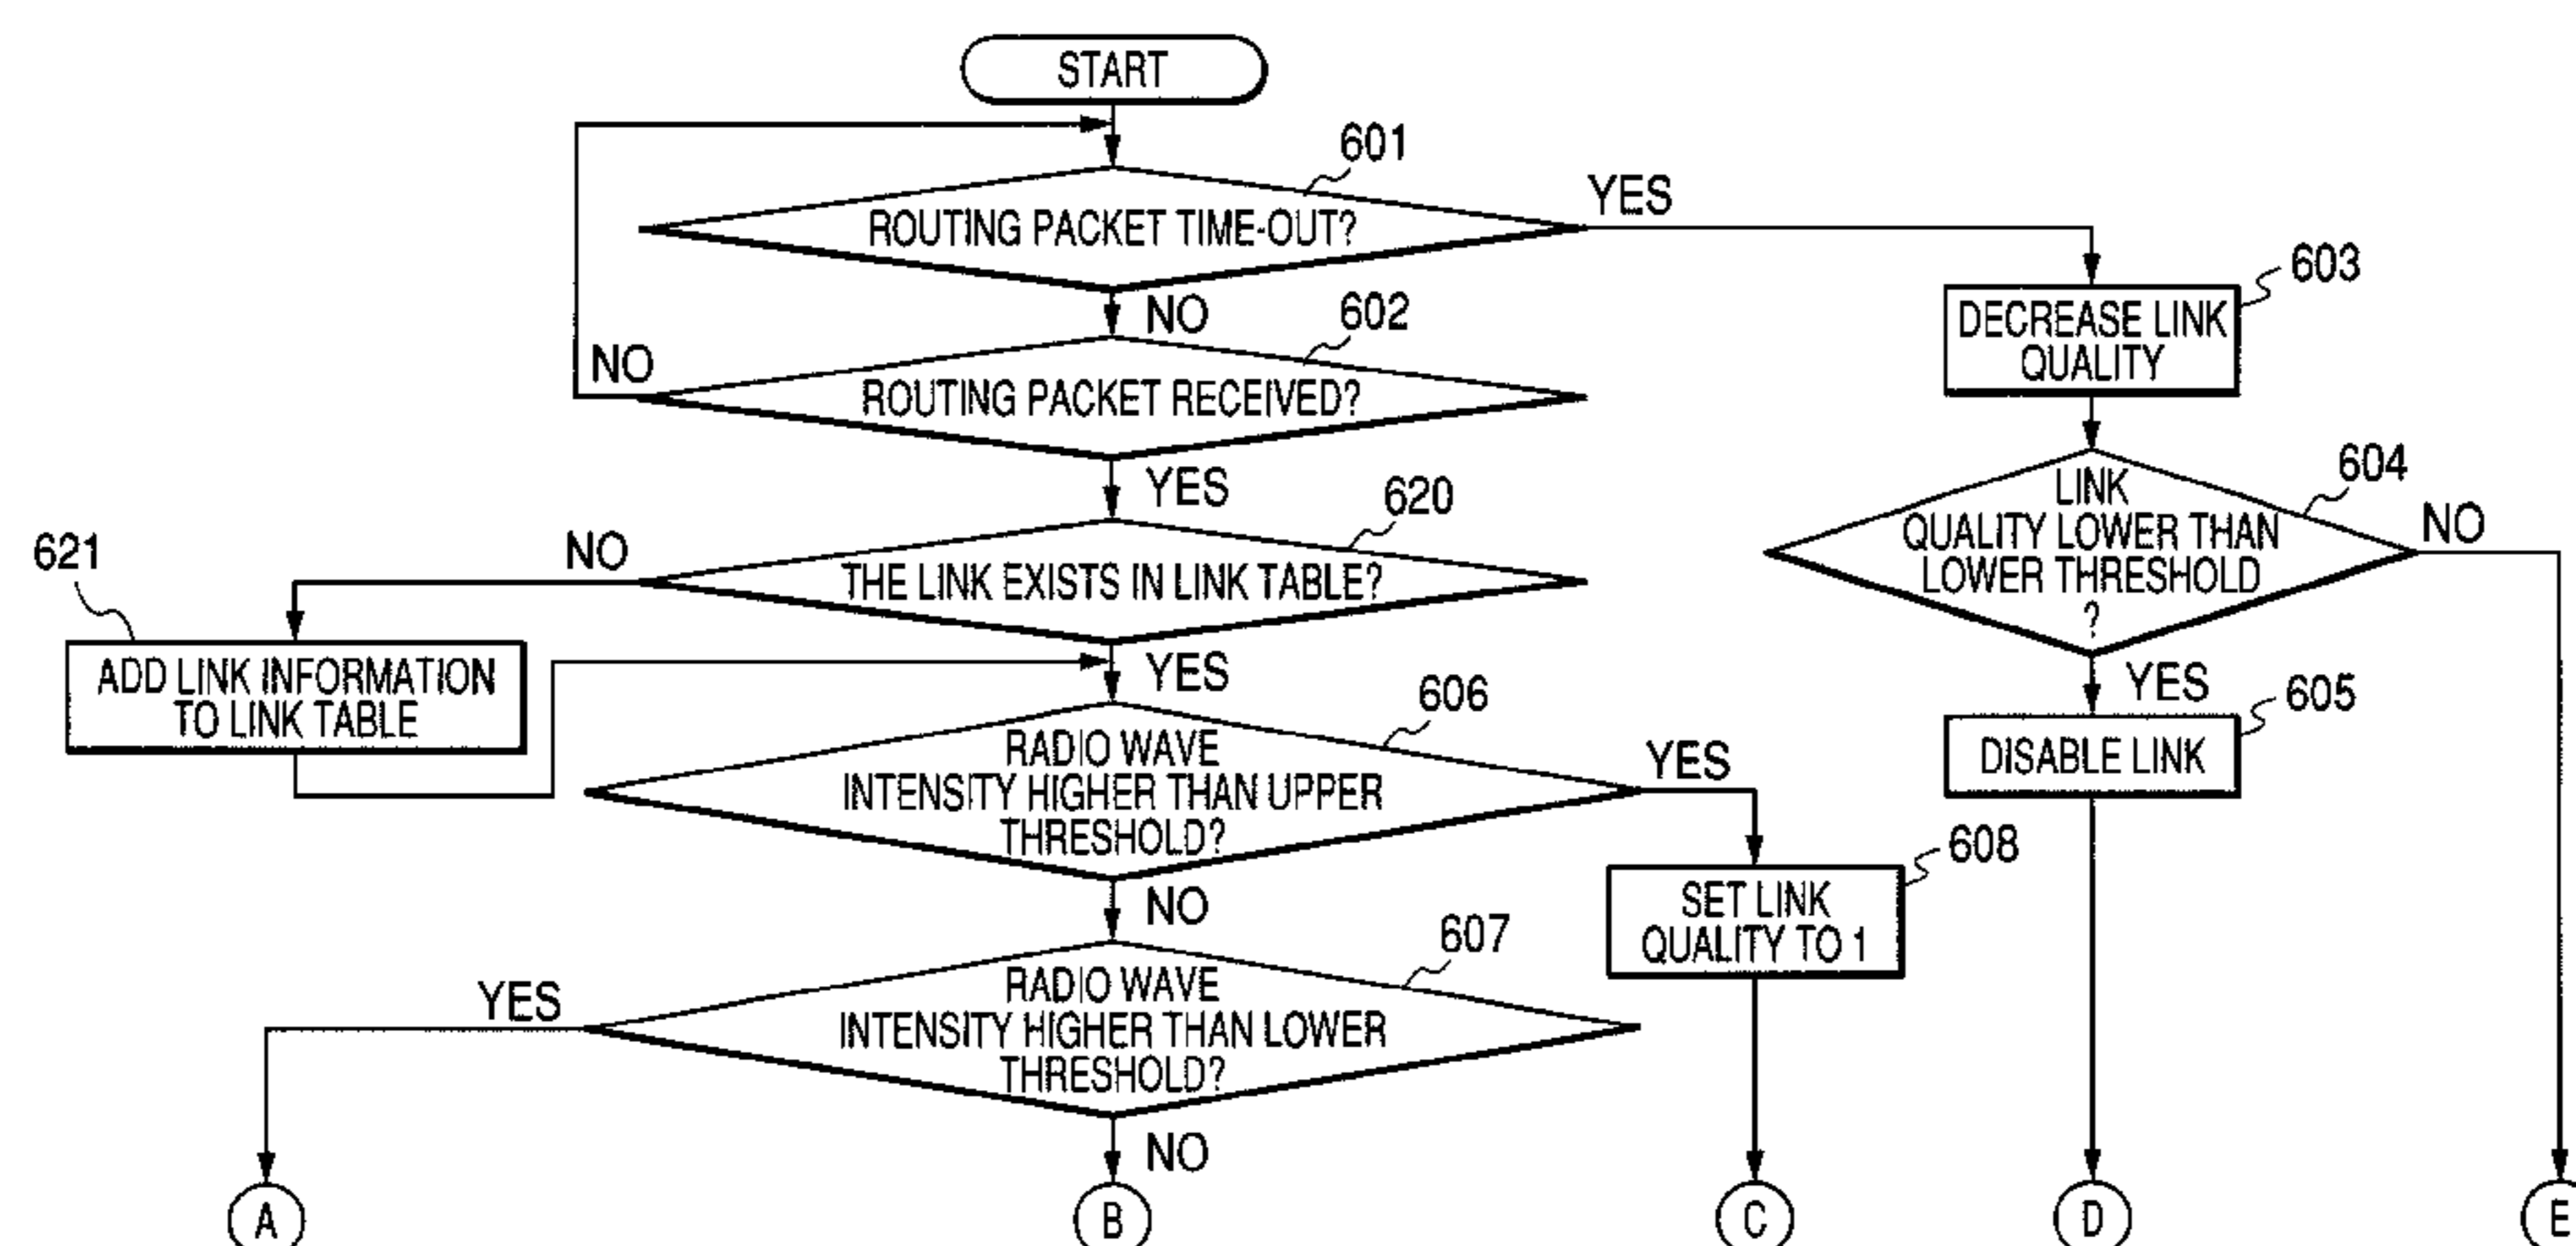 START
601
YES
ROUTING PACKET TIME-OUT?
603
NO
602
DECREASE LINK
QUALITY
NO
ROUTING PACKET RECEIVED?
604
YES
620
LINK
QUALITY LOWER THAN
LOWER THRESHOLD
?
NO
621
NO
THE LINK EXISTS IN LINK TABLE?
YES
ADD LINK INFORMATION
TO LINK TABLE
606
YES
605
RADIO WAVE
INTENSITY HIGHER THAN UPPER
THRESHOLD?
YES
DISABLE LINK
608
NO
SET LINK
QUALITY TO 1
607
YES
RADIO WAVE
INTENSITY HIGHER THAN LOWER
THRESHOLD?
NO
A
B
C
D
E